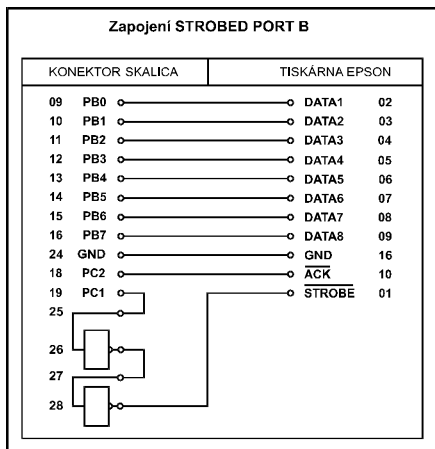 Zapojení STROBED PORT B
KONEKTOR SKALICA TISKÁRNA EPSON
09 PB0 DATA1 02
10 PB1 DATA2 03
11 PB2 DATA3 04
12 PB3 DATA4 05
13 PB4 DATA5 06
14 PB5 DATA6 07
15 PB6 DATA7 08
16 PB7 DATA8 09
24 GND GND 16
18 PC2 ACK 10
19 PC1 STROBE 01
25
26
27
28